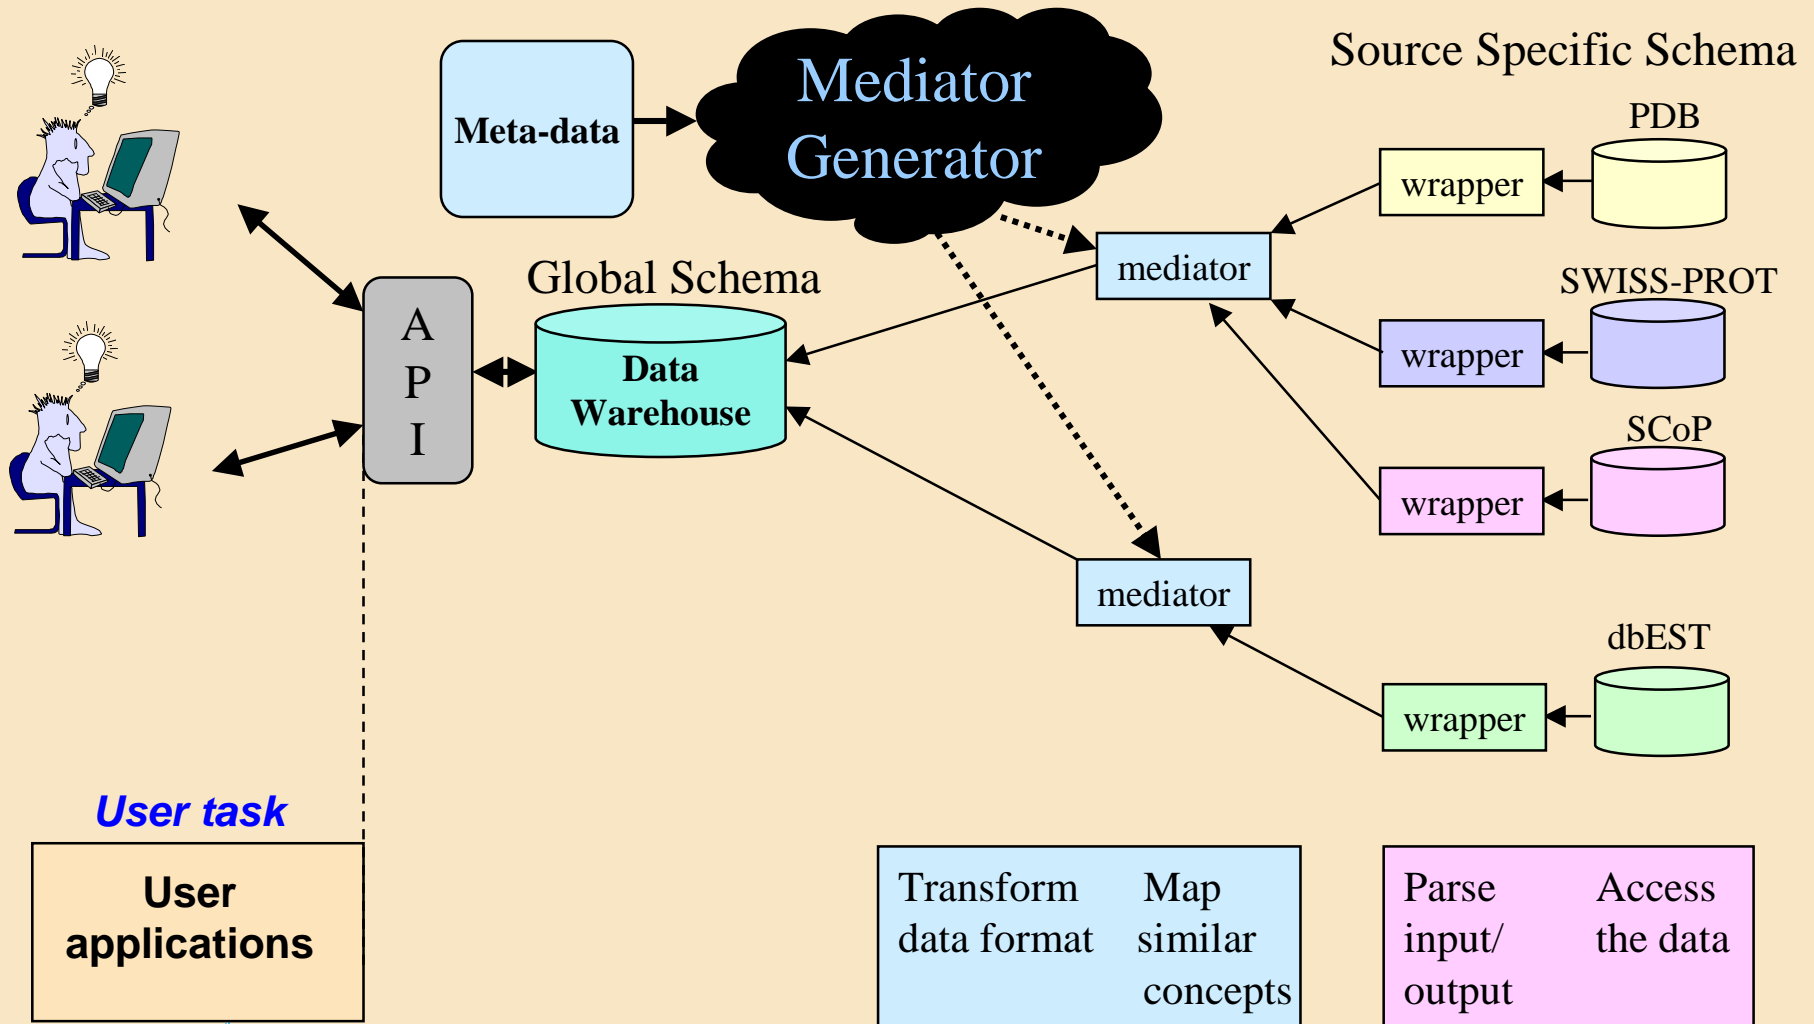 Source Specific Schema
Mediator
Generator
Meta-data
PDB
wrapper
mediator
Global Schema
SWISS-PROT
A
P
I
Data
Warehouse
wrapper
SCoP
wrapper
mediator
dbEST
wrapper
User task
User
applications
Transform
data format
Map
similar
concepts
Parse
input/
output
Access
the data